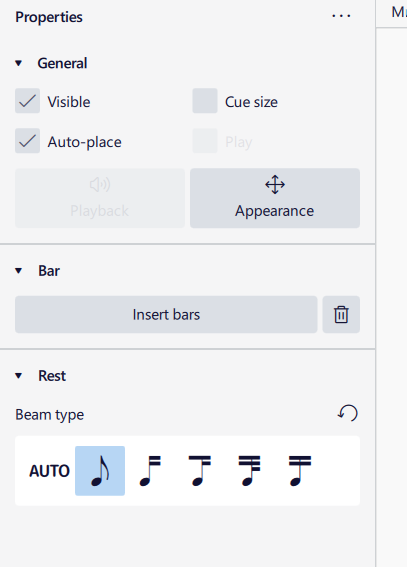 Properties
General
Visible
Cue size
Auto-place
Play
Playback
Appearance
Bar
Insert bars
Rest
Beam type
AUTO